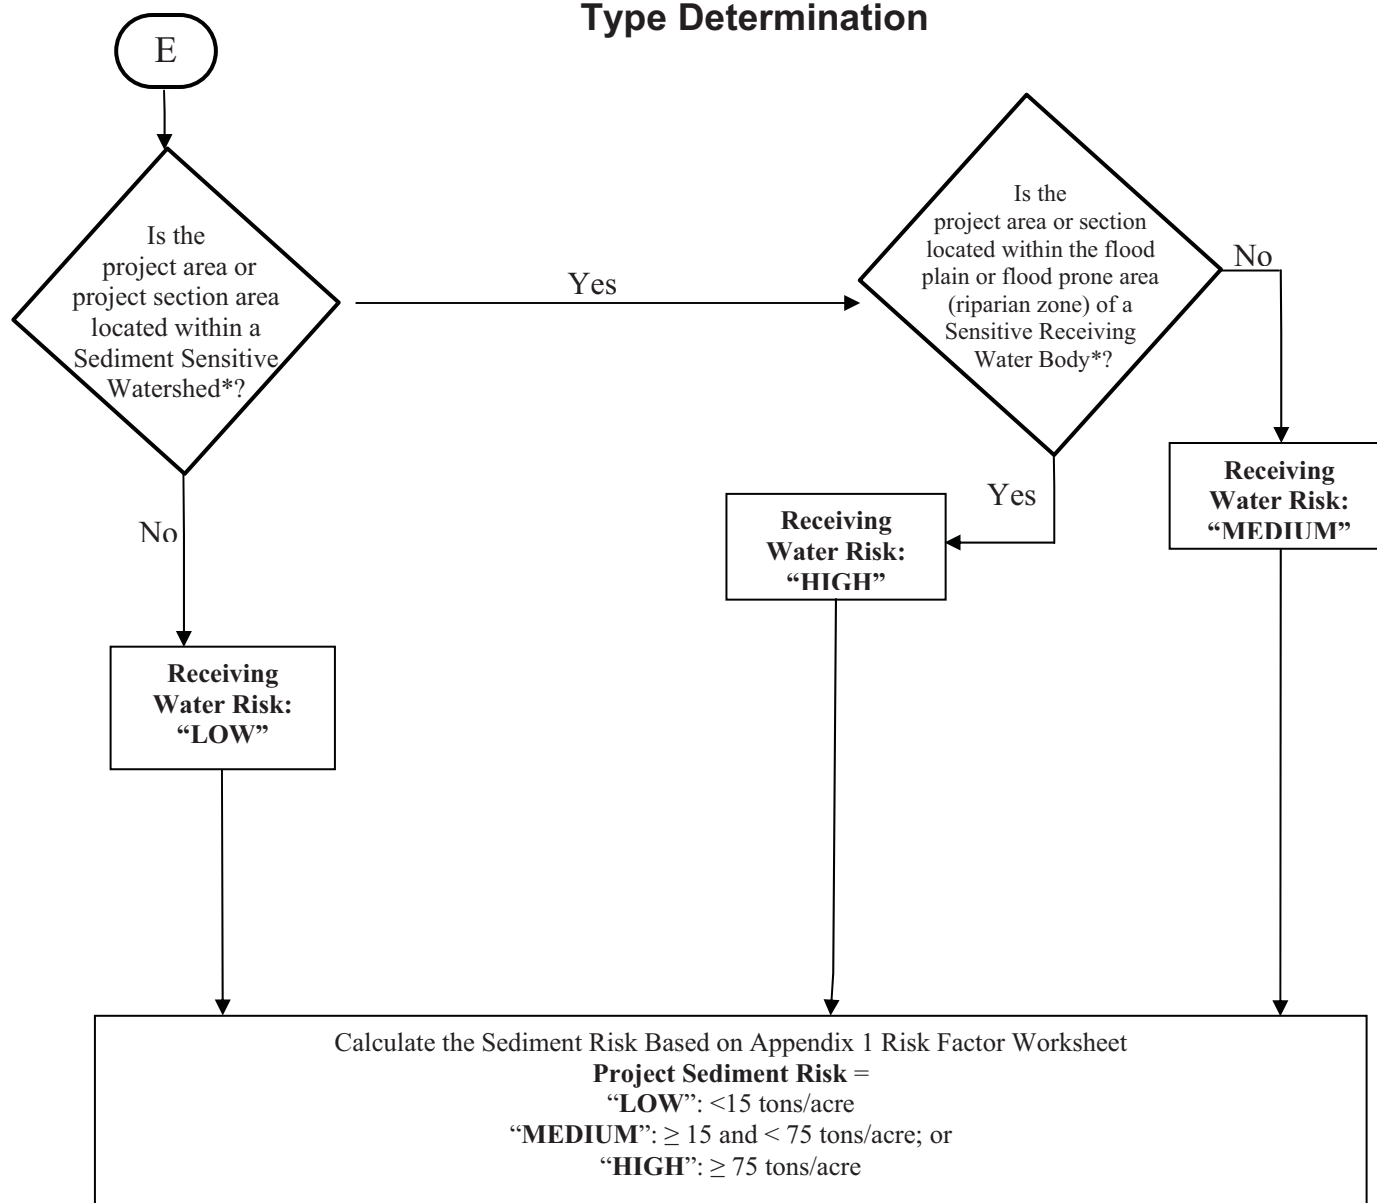 Type Determination
E
Is the
project area or
project section area
located within a
Sediment Sensitive
Watershed*?
Yes
Is the
project area or section
located within the flood
plain or flood prone area
(riparian zone) of a
Sensitive Receiving
Water Body*?
No
Receiving
Water Risk:
“MEDIUM”
Yes
Receiving
Water Risk:
“HIGH”
No
Receiving
Water Risk:
“LOW”
Calculate the Sediment Risk Based on Appendix 1 Risk Factor Worksheet
Project Sediment Risk =
“LOW”: <15 tons/acre
“MEDIUM”: ≥ 15 and < 75 tons/acre; or
“HIGH”: ≥ 75 tons/acre